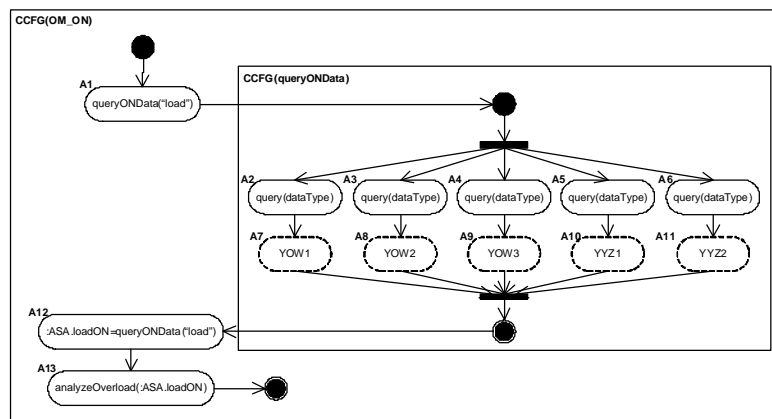 CCFG(OM_ON)
A1
queryONData("load")
CCFG(queryONData)
A2 A3 A4 A5 A6
query(dataType) query(dataType) query(dataType) query(dataType) query(dataType)
A7 A8 A9 A10 A11
YOW1 YOW2 YOW3 YYZ1 YYZ2
A12
:ASA.loadON=queryONData("load")
A13
analyzeOverload(:ASA.loadON)